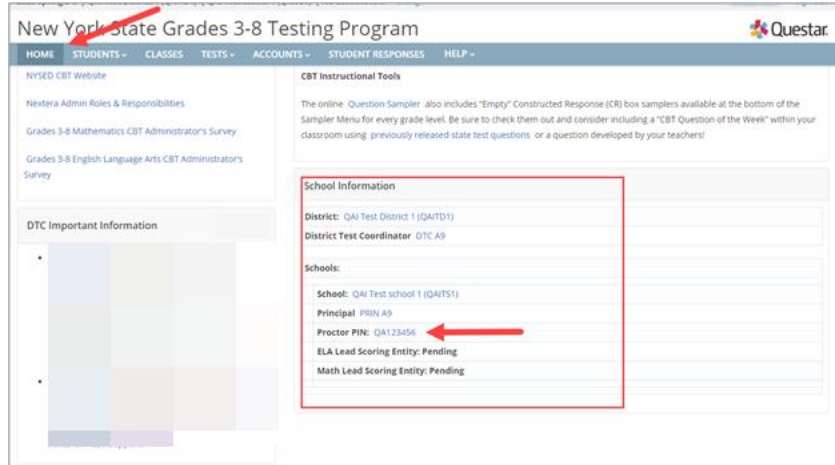 New York State Grades 3-8 Testing Program
Questar
HOME STUDENTS CLASSES TESTS ACCOUNTS STUDENT RESPONSES HELP
NYSED CBT Website
Nextera Admin Roles & Responsibilities
Grades 3-8 Mathematics CBT Administrator's Survey
Grades 3-8 English Language Arts CBT Administrator's
Survey
DTC Important Information
CBT Instructional Tools
The online Question Sampler also includes "Empty" Constructed Response (CR) box samplers available at the bottom of the
Sampler Menu for every grade level. Be sure to check them out and consider including a "CBT Question of the Week" within your
classroom using previously released state test questions or a question developed by your teachers!
School Information
District: QAI Test District 1 (QAITD1)
District Test Coordinator DTC A9
Schools:
School: QAI Test school 1 (QAITS1)
Principal PRIN A9
Proctor PIN: QA123456
ELA Lead Scoring Entity: Pending
Math Lead Scoring Entity: Pending